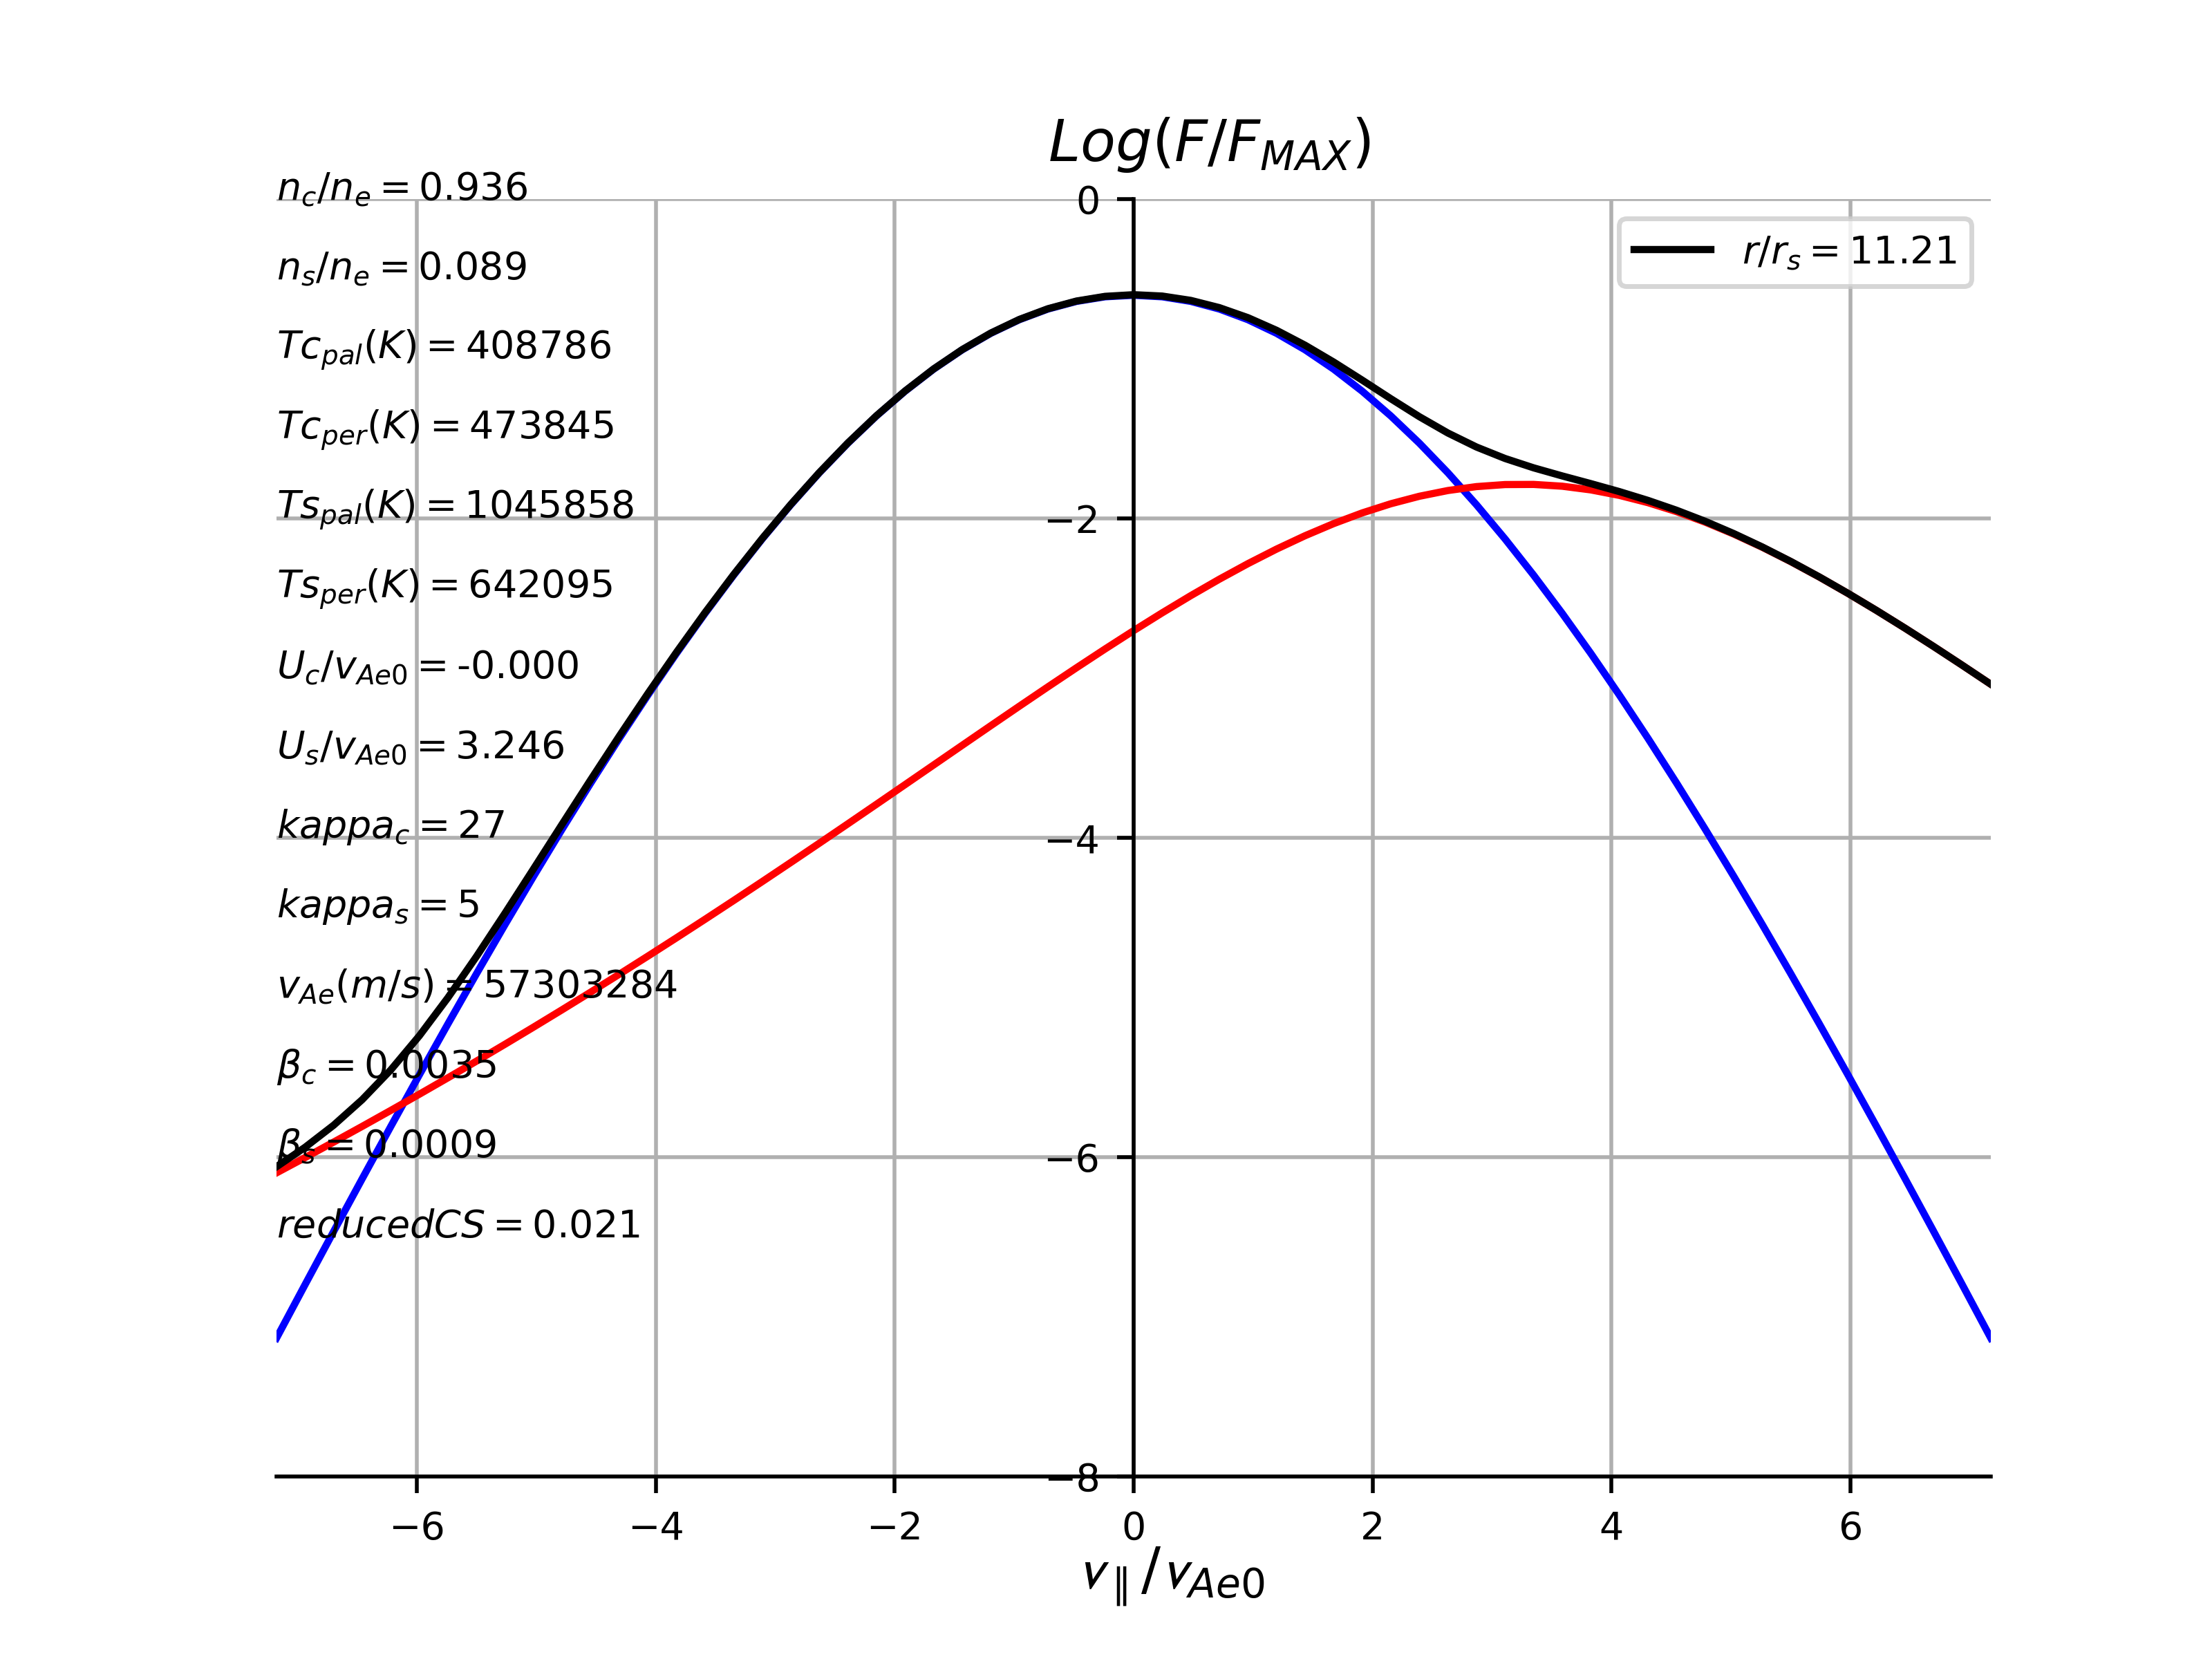 Log(F/F_MAX)
n_c/n_e = 0.936
n_s/n_e = 0.089
Tc_pal(K) = 408786
Tc_per(K) = 473845
Ts_pal(K) = 1045858
Ts_per(K) = 642095
U_c/v_Ae0 = -0.000
U_s/v_Ae0 = 3.246
kappa_c = 27
kappa_s = 5
v_Ae(m/s) = 57303284
β_c = 0.0035
β_s = 0.0009
reducedCS = 0.021
r/r_s = 11.21
0
−2
−4
−6
−8
−6 −4 −2 0 2 4 6
v_∥/v_Ae0